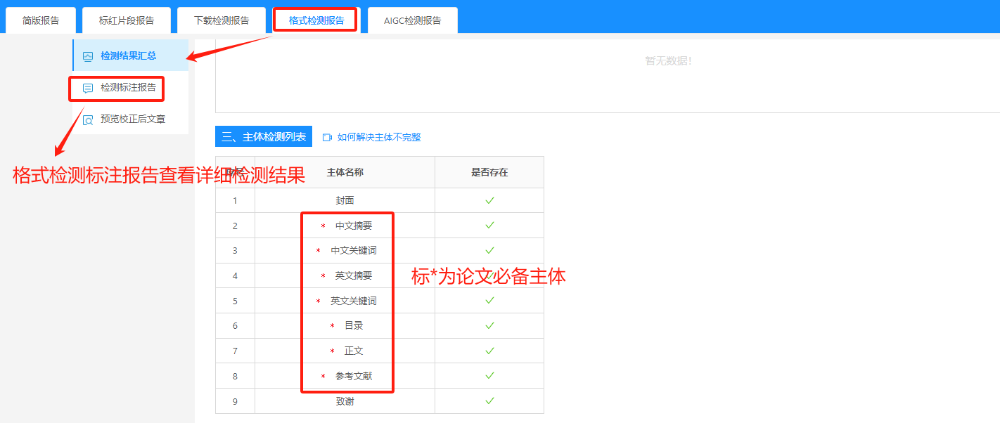 简版报告 标红片段报告 下载检测报告 格式检测报告 AIGC检测报告
检测结果汇总
暂无数据!
检测标注报告
预览校正后文章
三、主体检测列表 如何解决主体不完整
格式检测标注报告查看详细检测结果
序号 主体名称 是否存在
1 封面 ✓
2 * 中文摘要 ✓
3 * 中文关键词 ✓
4 * 英文摘要 ✓
标*为论文必备主体
5 * 英文关键词 ✓
6 * 目录 ✓
7 * 正文 ✓
8 * 参考文献 ✓
9 致谢 ✓